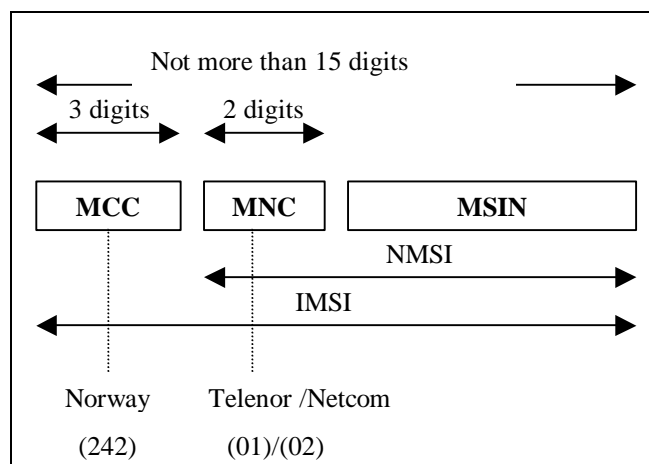 Not more than 15 digits
3 digits 2 digits
MCC MNC MSIN
NMSI
IMSI
Norway Telenor /Netcom
(242) (01)/(02)